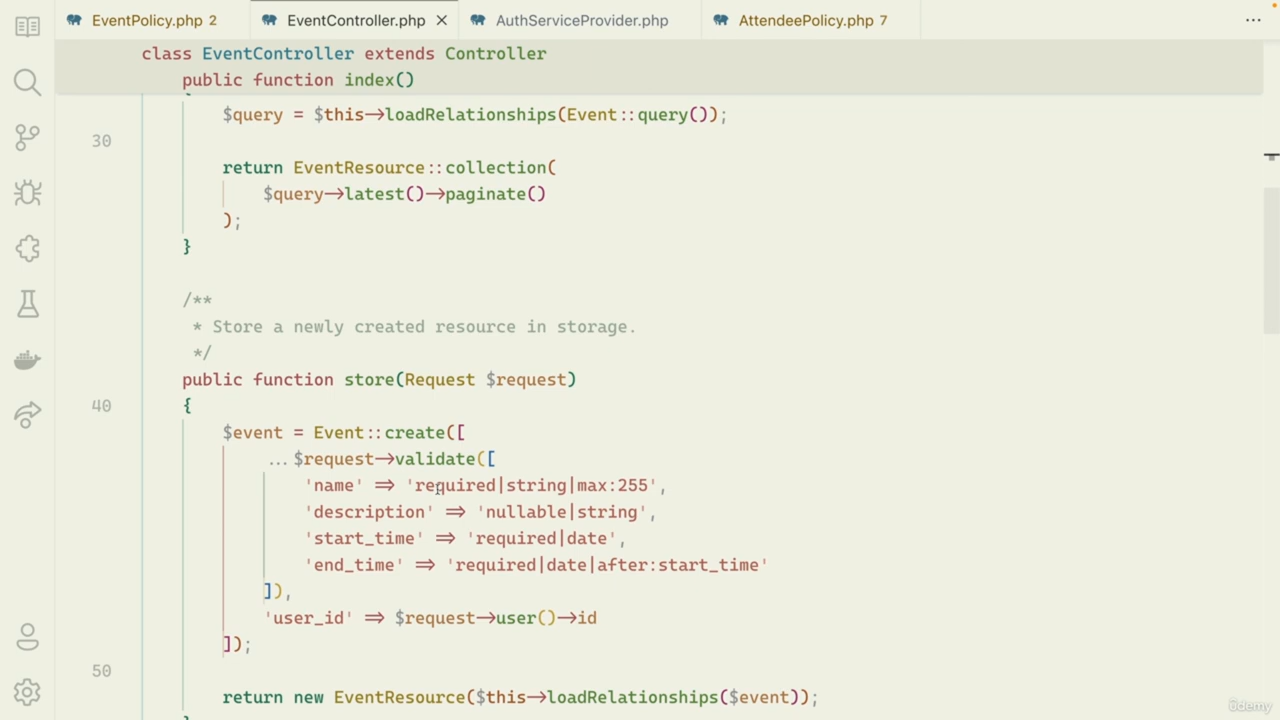 EventPolicy.php 2 EventController.php AuthServiceProvider.php AttendeePolicy.php 7
class EventController extends Controller
public function index()
{
$query = $this->loadRelationships(Event::query());
30
return EventResource::collection(
$query->latest()->paginate()
);
}
/**
* Store a newly created resource in storage.
*/
public function store(Request $request)
40 {
$event = Event::create([
...$request->validate([
'name' => 'required|string|max:255',
'description' => 'nullable|string',
'start_time' => 'required|date',
'end_time' => 'required|date|after:start_time'
]),
'user_id' => $request->user()->id
]);
50
return new EventResource($this->loadRelationships($event));
udemy